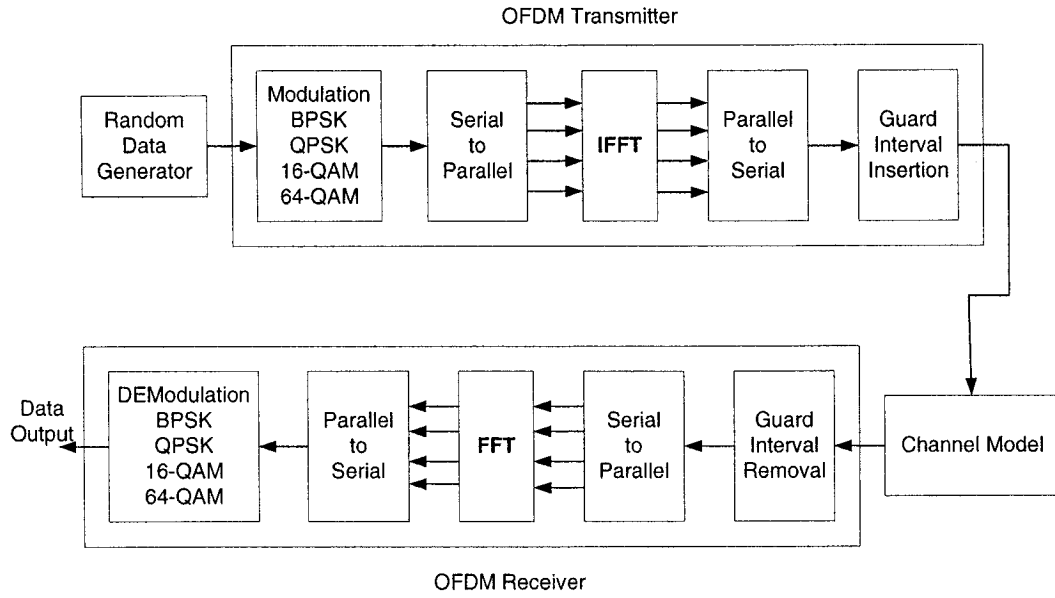 OFDM Transmitter
Random
Data
Generator
Modulation
BPSK
QPSK
16-QAM
64-QAM
Serial
to
Parallel
IFFT
Parallel
to
Serial
Guard
Interval
Insertion
Data
Output
DEModulation
BPSK
QPSK
16-QAM
64-QAM
Parallel
to
Serial
FFT
Serial
to
Parallel
Guard
Interval
Removal
Channel Model
OFDM Receiver